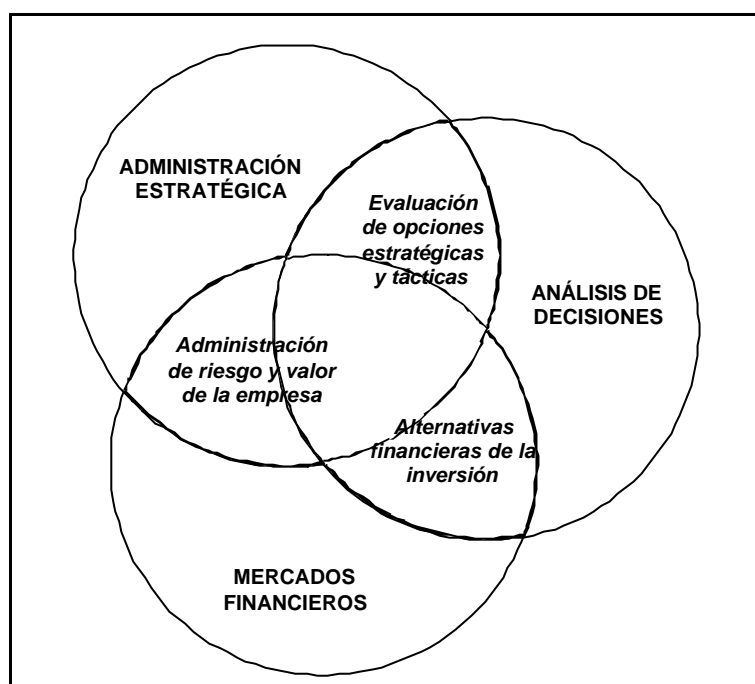 ADMINISTRACIÓN
ESTRATÉGICA
Evaluación
de opciones
estratégicas
y tácticas
ANÁLISIS DE
DECISIONES
Administración
de riesgo y valor
de la empresa
Alternativas
financieras de la
inversión
MERCADOS
FINANCIEROS